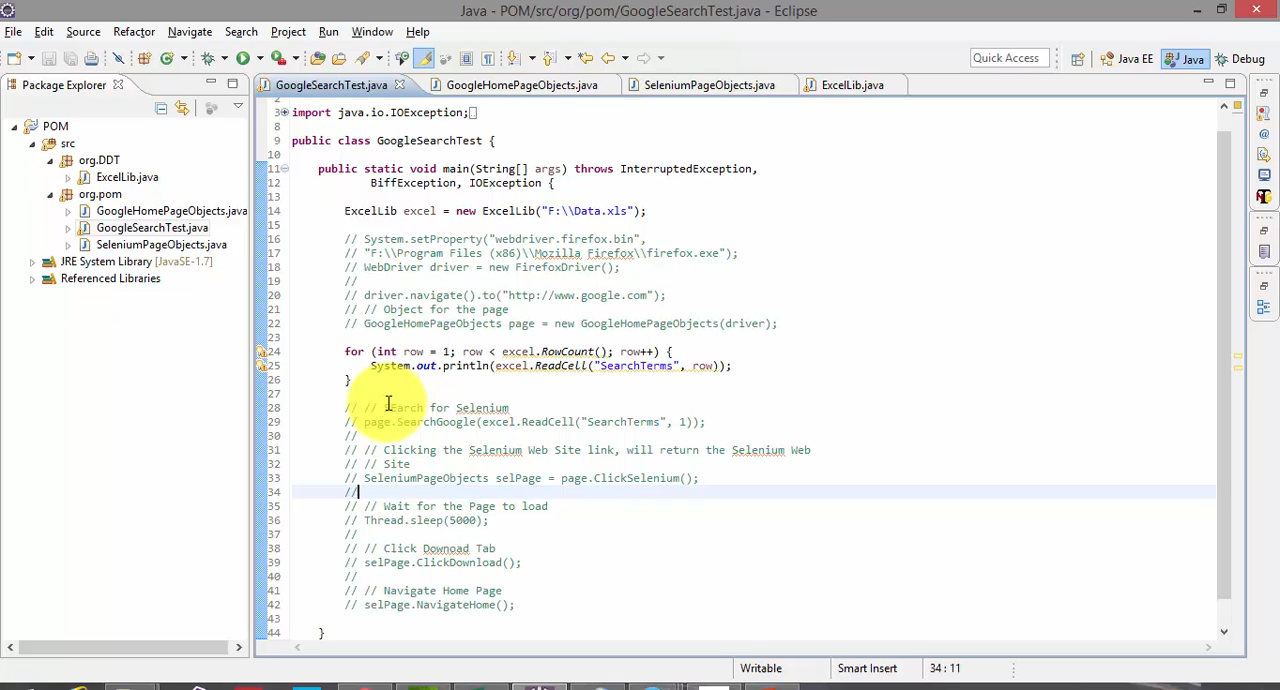 Java - POM/src/org/pom/GoogleSearchTest.java - Eclipse
File Edit Source Refactor Navigate Search Project Run Window Help
Quick Access Java EE Java Debug
Package Explorer
GoogleSearchTest.java GoogleHomePageObjects.java SeleniumPageObjects.java ExcelLib.java
POM
src
org.DDT
ExcelLib.java
org.pom
GoogleHomePageObjects.java
GoogleSearchTest.java
SeleniumPageObjects.java
JRE System Library [JavaSE-1.7]
Referenced Libraries
2
3 import java.io.IOException;
8
9 public class GoogleSearchTest {
10
11 public static void main(String[] args) throws InterruptedException,
12 BiffException, IOException {
13
14 ExcelLib excel = new ExcelLib("F:\\Data.xls");
15
16 // System.setProperty("webdriver.firefox.bin",
17 // "F:\\Program Files (x86)\\Mozilla Firefox\\firefox.exe");
18 // WebDriver driver = new FirefoxDriver();
19 //
20 // driver.navigate().to("http://www.google.com");
21 // // Object for the page
22 // GoogleHomePageObjects page = new GoogleHomePageObjects(driver);
23
24 for (int row = 1; row < excel.RowCount(); row++) {
25 System.out.println(excel.ReadCell("SearchTerms", row));
26 }
27
28 // // SEarch for Selenium
29 // page.SearchGoogle(excel.ReadCell("SearchTerms", 1));
30 //
31 // // Clicking the Selenium Web Site link, will return the Selenium Web
32 // // Site
33 // SeleniumPageObjects selPage = page.ClickSelenium();
34 //
35 // // Wait for the Page to load
36 // Thread.sleep(5000);
37 //
38 // // Click Downoad Tab
39 // selPage.ClickDownload();
40 //
41 // // Navigate Home Page
42 // selPage.NavigateHome();
43
44 }
Writable Smart Insert 34 : 11